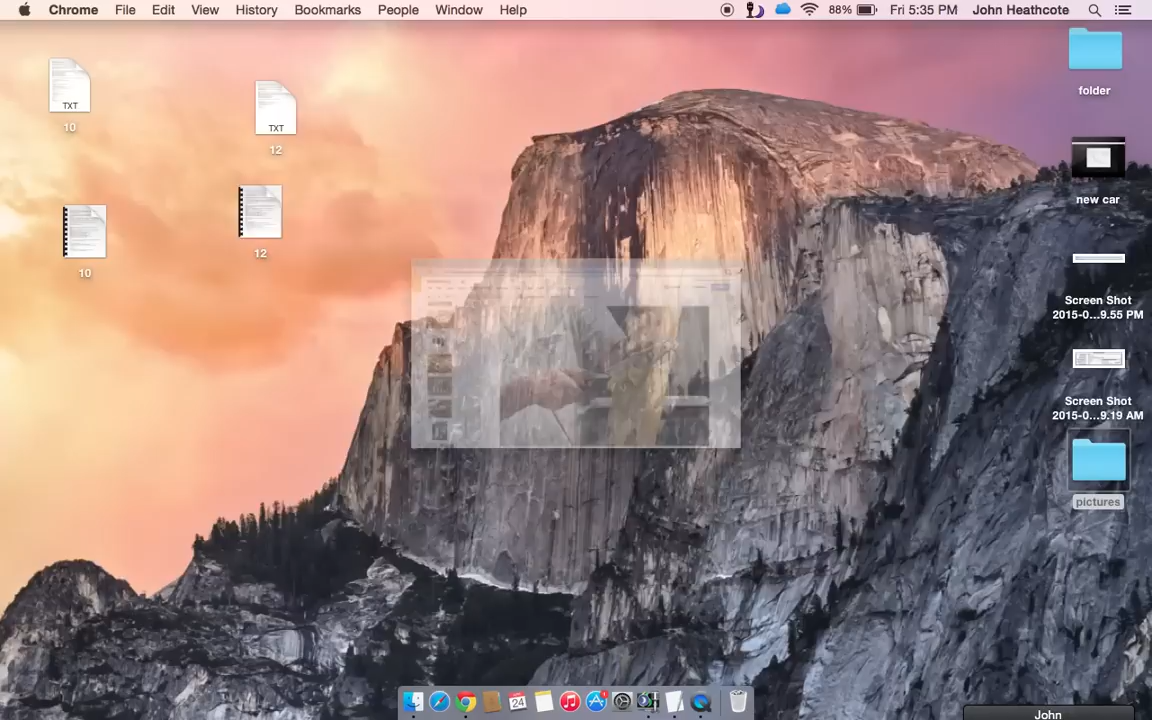 Chrome File Edit View History Bookmarks People Window Help 88% Fri 5:35 PM John Heathcote
folder
TXT
10
TXT
12
new car
10
12
Screen Shot
2015-0...9.55 PM
Screen Shot
2015-0...9.19 AM
pictures
24
John